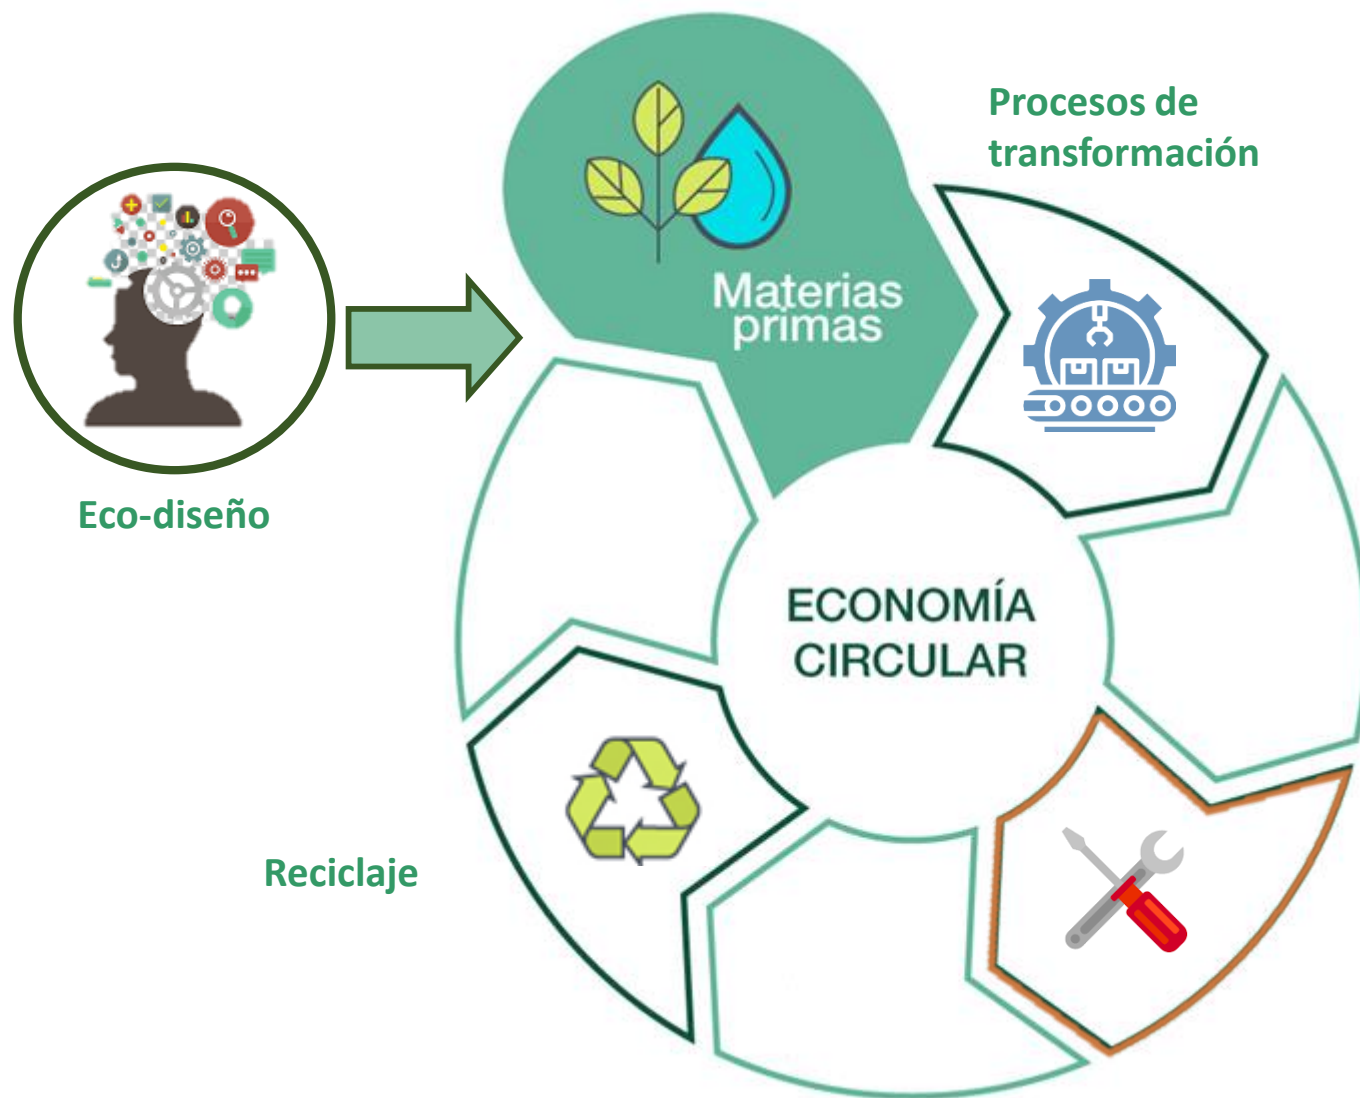 Procesos de
transformación
Materias
primas
Eco-diseño
ECONOMÍA
CIRCULAR
Reciclaje